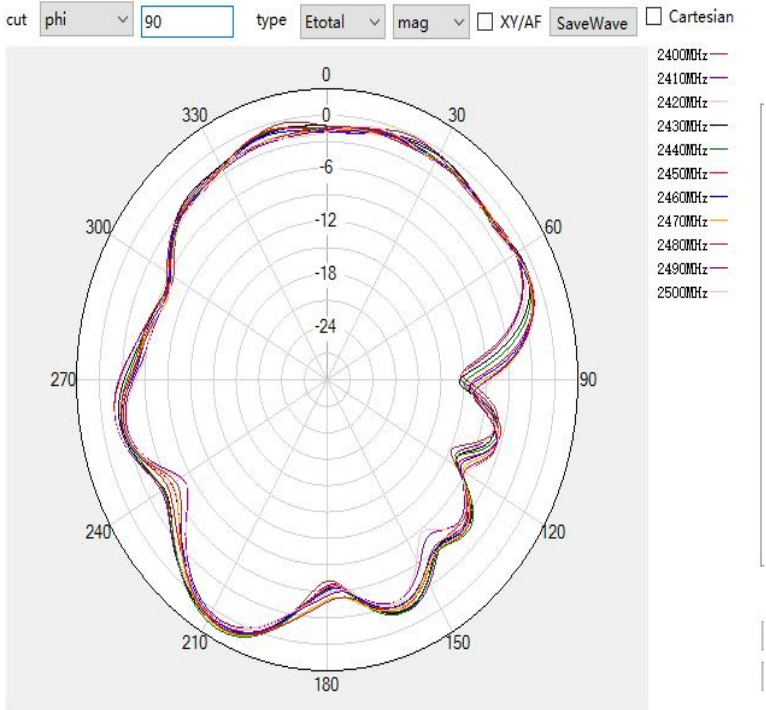 cut phi 90 type Etotal mag XY/AF SaveWave Cartesian
2400MHz
2410MHz
2420MHz
2430MHz
2440MHz
2450MHz
2460MHz
2470MHz
2480MHz
2490MHz
2500MHz
0
330 0 30
-6
300 -12 60
-18
-24
270 90
240 120
210 150
180